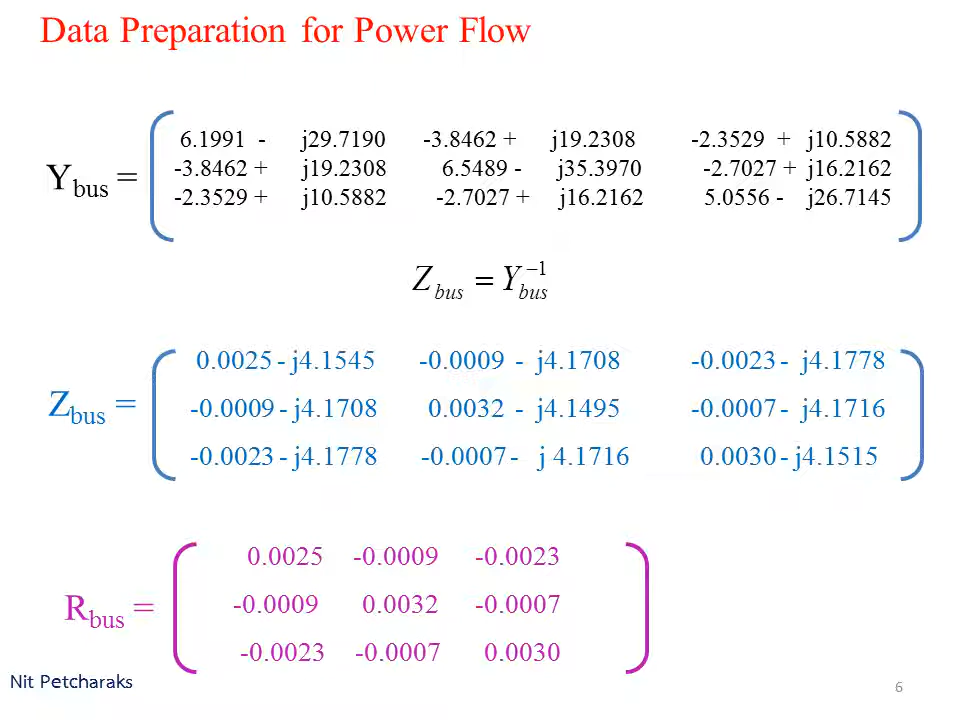 Data Preparation for Power Flow
6.1991 - j29.7190 -3.8462 + j19.2308 -2.3529 + j10.5882
Ybus = -3.8462 + j19.2308 6.5489 - j35.3970 -2.7027 + j16.2162
-2.3529 + j10.5882 -2.7027 + j16.2162 5.0556 - j26.7145
Zbus = Ybus^-1
0.0025 - j4.1545 -0.0009 - j4.1708 -0.0023 - j4.1778
Zbus = -0.0009 - j4.1708 0.0032 - j4.1495 -0.0007 - j4.1716
-0.0023 - j4.1778 -0.0007 - j 4.1716 0.0030 - j4.1515
0.0025 -0.0009 -0.0023
Rbus = -0.0009 0.0032 -0.0007
-0.0023 -0.0007 0.0030
Nit Petcharaks
6